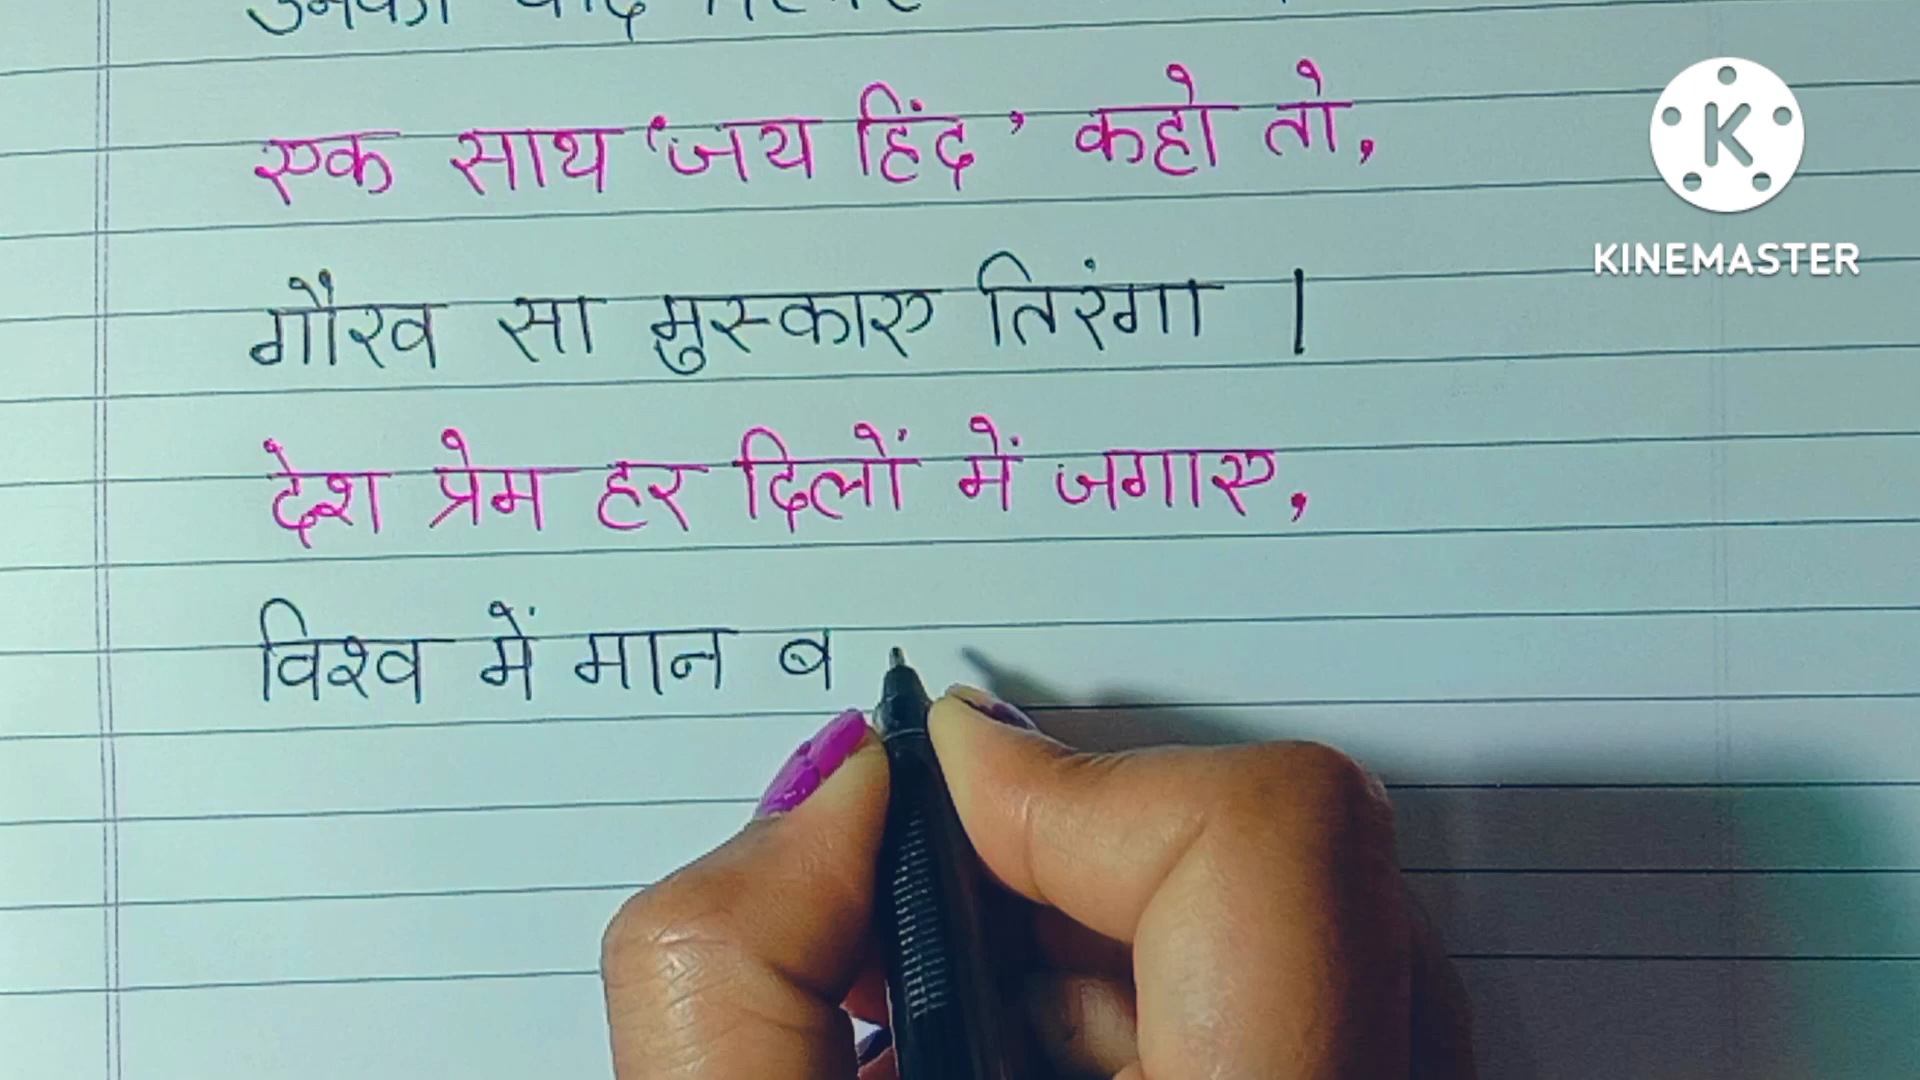 एक साथ 'जय हिंद' कहो तो,
गौरव सा मुस्काए तिरंगा ।
देश प्रेम हर दिलों में जगाए,
विश्व में मान ब
KINEMASTER